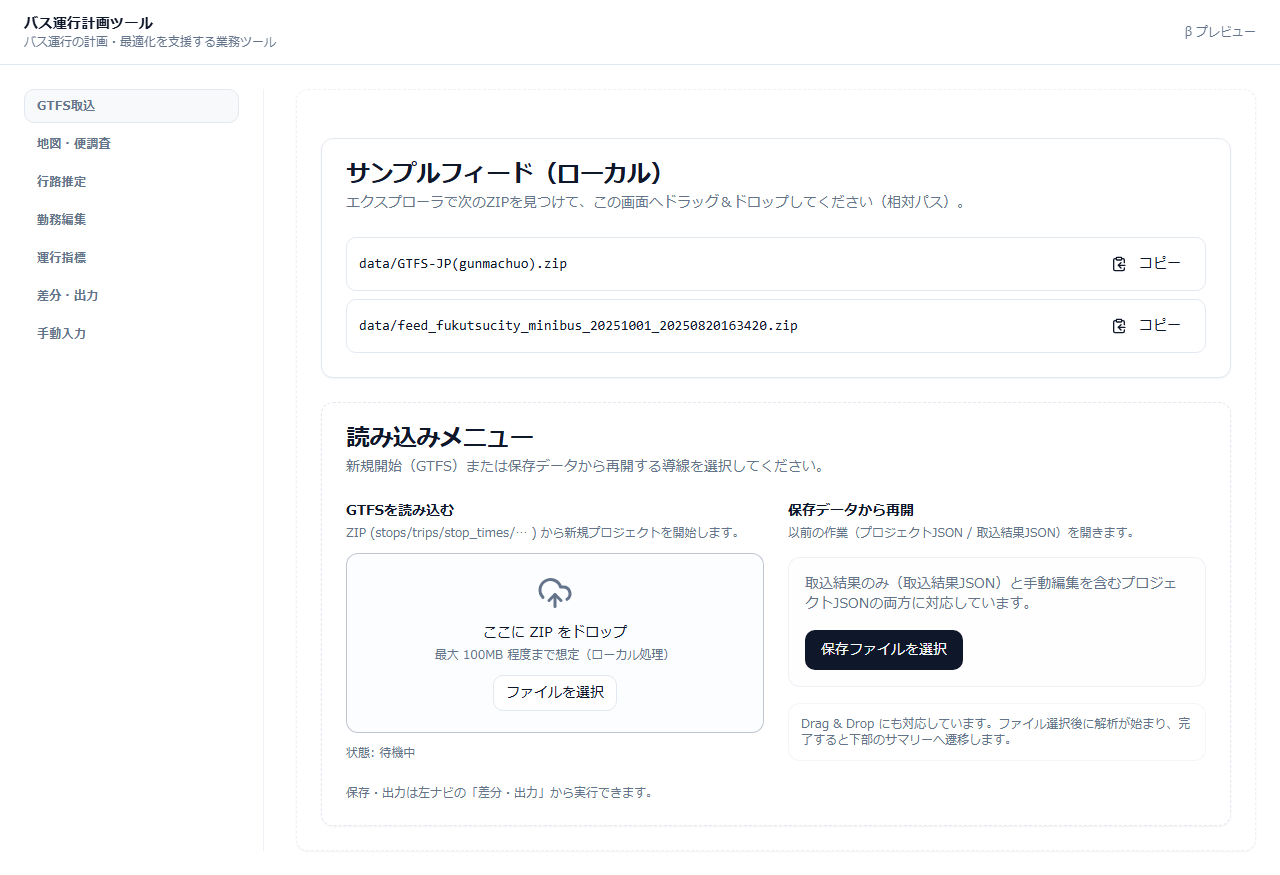 バス運行計画ツール
バス運行の計画・最適化を支援する業務ツール
β プレビュー
GTFS取込
地図・便調査
行路推定
勤務編集
運行指標
差分・出力
手動入力
サンプルフィード（ローカル）
エクスプローラで次のZIPを見つけて、この画面へドラッグ＆ドロップしてください（相対パス）。
data/GTFS-JP(gunmachuo).zip
コピー
data/feed_fukutsucity_minibus_20251001_20250820163420.zip
コピー
読み込みメニュー
新規開始（GTFS）または保存データから再開する導線を選択してください。
GTFSを読み込む
ZIP (stops/trips/stop_times/… ) から新規プロジェクトを開始します。
ここに ZIP をドロップ
最大 100MB 程度まで想定（ローカル処理）
ファイルを選択
状態: 待機中
保存・出力は左ナビの「差分・出力」から実行できます。
保存データから再開
以前の作業（プロジェクトJSON / 取込結果JSON）を開きます。
取込結果のみ（取込結果JSON）と手動編集を含むプロジェ
クトJSONの両方に対応しています。
保存ファイルを選択
Drag & Drop にも対応しています。ファイル選択後に解析が始まり、完
了すると下部のサマリーへ遷移します。